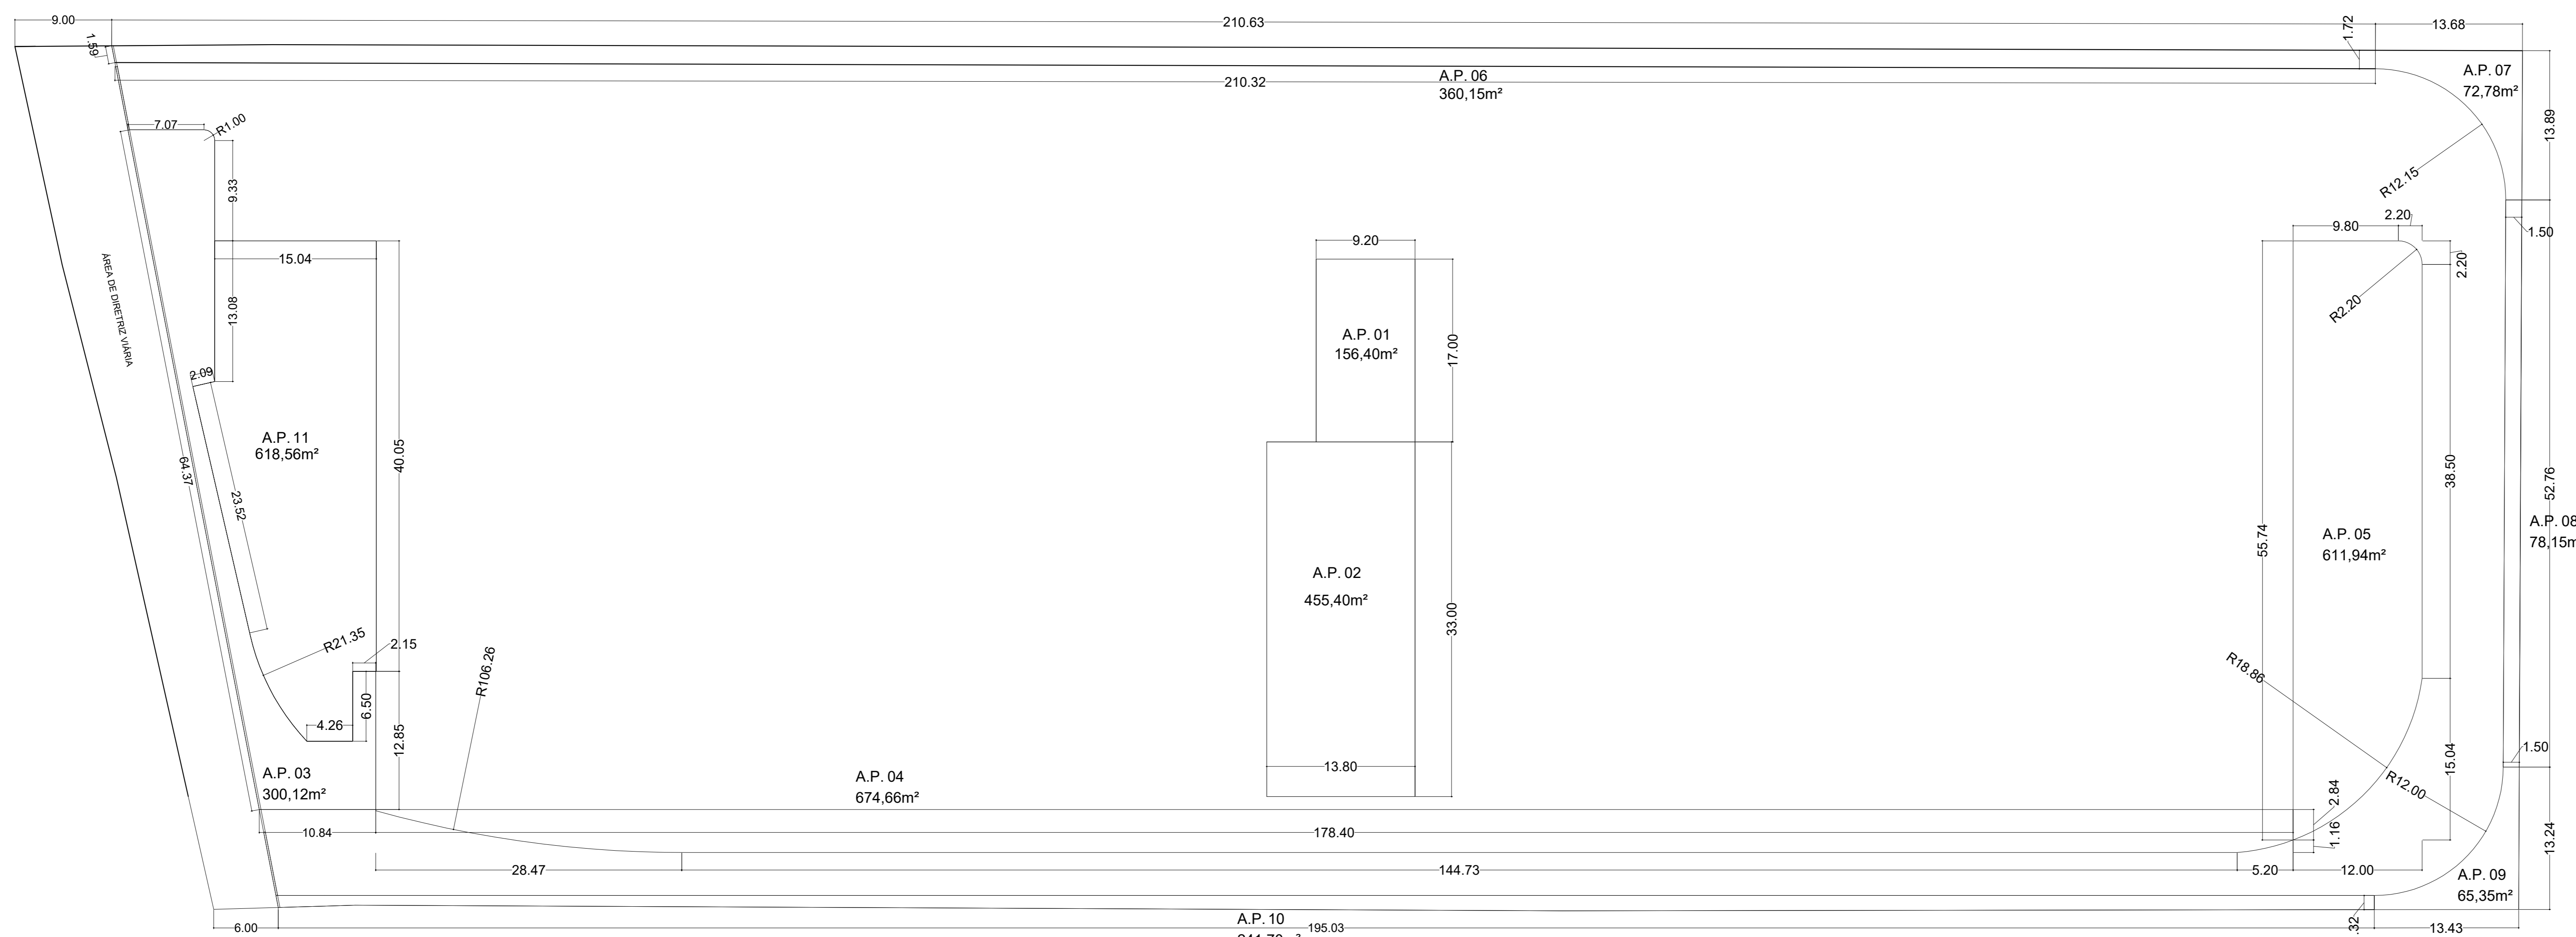 9.00
210.63
1.72
13.68
1.59
210.32
A.P. 06
360,15m²
A.P. 07
72,78m²
13.89
7.07
R1.00
9.33
R12.15
2.20
9.80
1.50
9.20
15.04
2.20
ÁREA DE DIRETRIZ VIÁRIA
13.08
R2.20
A.P. 01
156,40m²
17.00
2.09
A.P. 11
618,56m²
40.05
64.37
23.52
38.50
52.76
A.P. 08
78,15m
55.74
A.P. 05
611,94m²
A.P. 02
455,40m²
33.00
R21.35
2.15
R106.26
R18.86
6.50
4.26
12.85
13.80
1.50
15.04
R12.00
A.P. 03
300,12m²
A.P. 04
674,66m²
2.84
1.16
10.84
178.40
13.24
28.47
144.73
5.20
12.00
A.P. 09
65,35m²
A.P. 10
6.00
195.03
.32
13.43